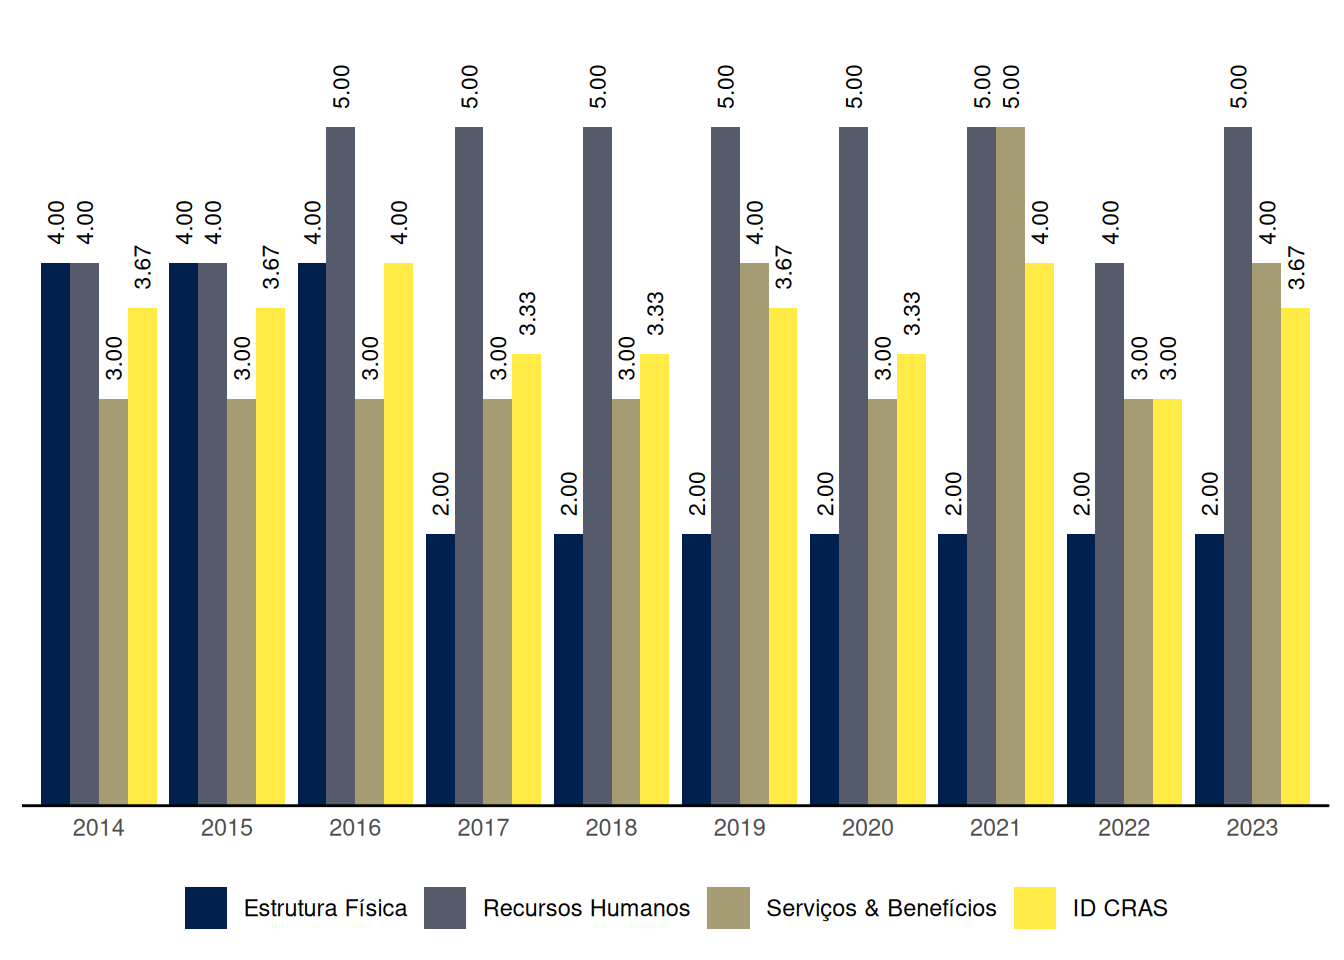 5.00 5.00 5.00 5.00 5.00 5.00 5.00 5.00
4.00 4.00 4.00 4.00 4.00 4.00 4.00 4.00 4.00 4.00
3.67 3.67 3.67 3.67
3.33 3.33 3.33
3.00 3.00 3.00 3.00 3.00 3.00 3.00 3.00
2.00 2.00 2.00 2.00 2.00 2.00 2.00
2014 2015 2016 2017 2018 2019 2020 2021 2022 2023
Estrutura Física Recursos Humanos Serviços & Benefícios ID CRAS